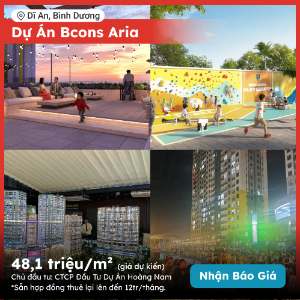 Dĩ An, Bình Dương
Dự Án Bcons Aria
48,1 triệu/m² (giá dự kiến)
Chủ đầu tư: CTCP Đầu Tư Dự Án Hoàng Nam
*Sẵn hợp đồng thuê lại lên đến 12tr/tháng.
Nhận Báo Giá